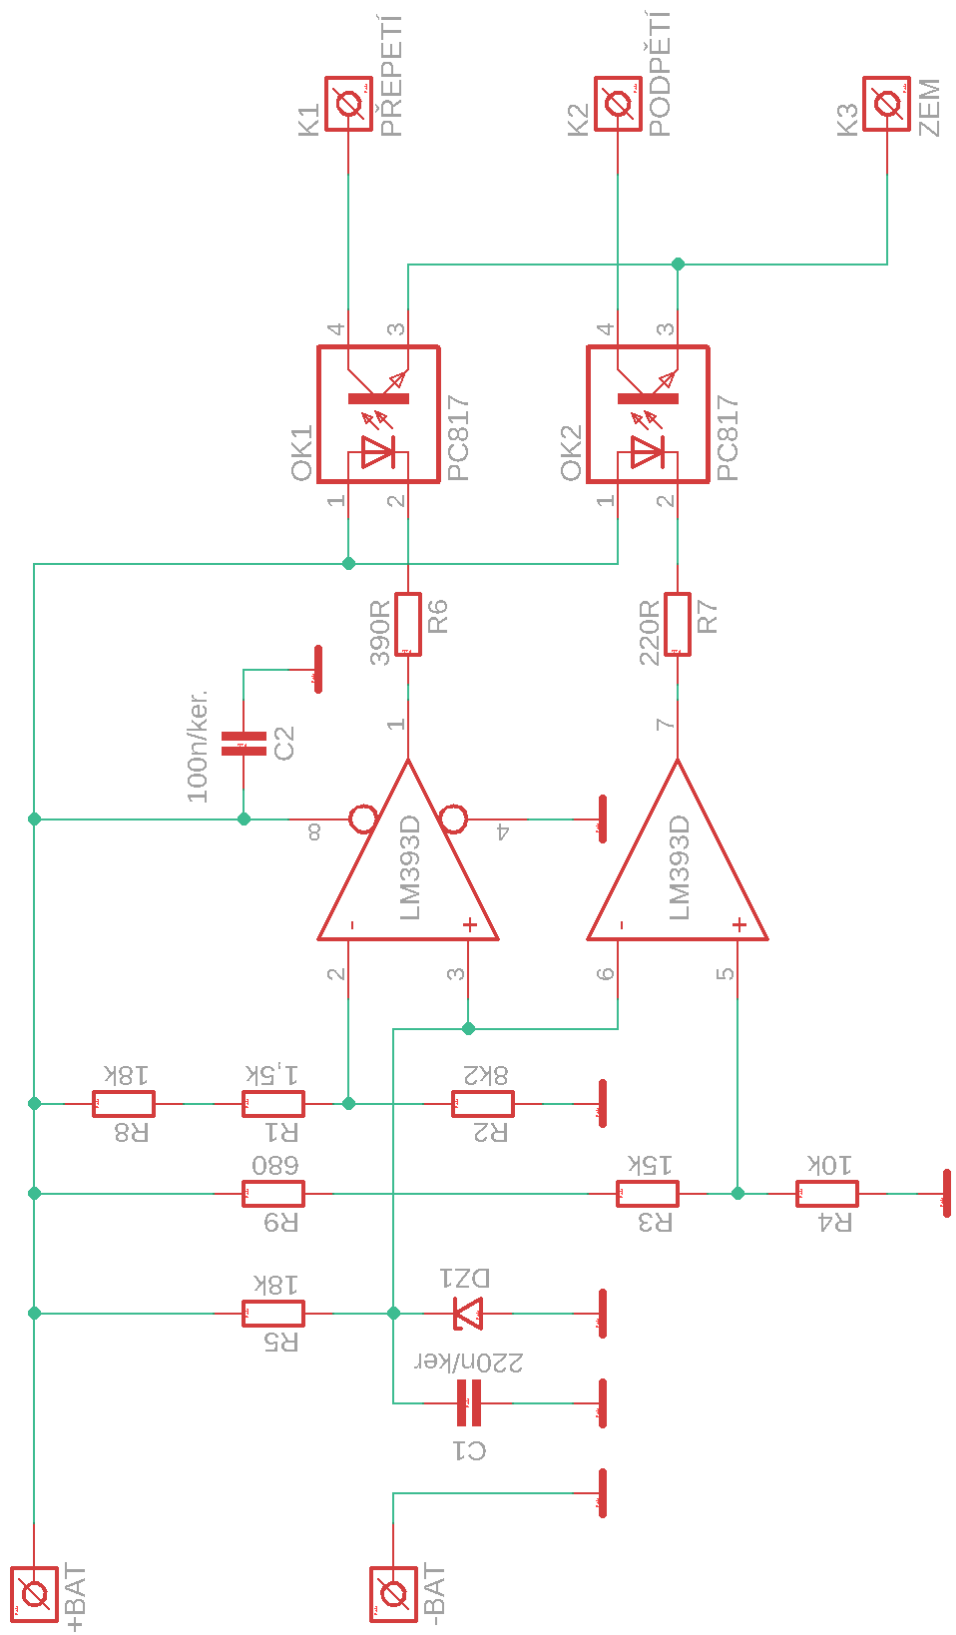 K1
PŘEPETÍ
K2
PODPĚTÍ
K3
ZEM
4
3
OK1
PC817
1
2
4
3
OK2
PC817
1
2
390R
R6
220R
R7
100n/ker.
C2
1
7
8
4
LM393D
LM393D
-
+
-
+
2
3
6
5
18k
R8
1,5k
R1
8k2
R2
680
R9
15k
R3
10k
R4
18k
R5
DZ1
220n/ker
C1
+BAT
-BAT